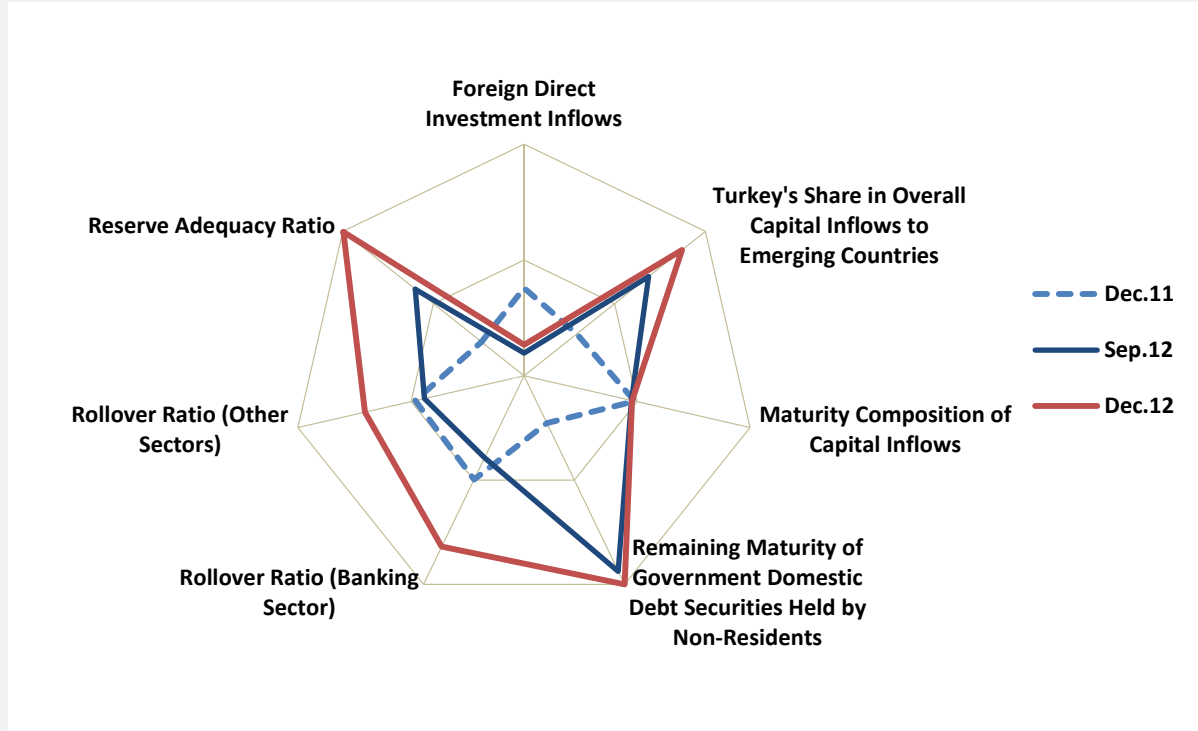 Foreign Direct
Investment Inflows
Turkey's Share in Overall
Capital Inflows to
Emerging Countries
Maturity Composition of
Capital Inflows
Remaining Maturity of
Government Domestic
Debt Securities Held by
Non-Residents
Rollover Ratio (Banking
Sector)
Rollover Ratio (Other
Sectors)
Reserve Adequacy Ratio
Dec.11
Sep.12
Dec.12